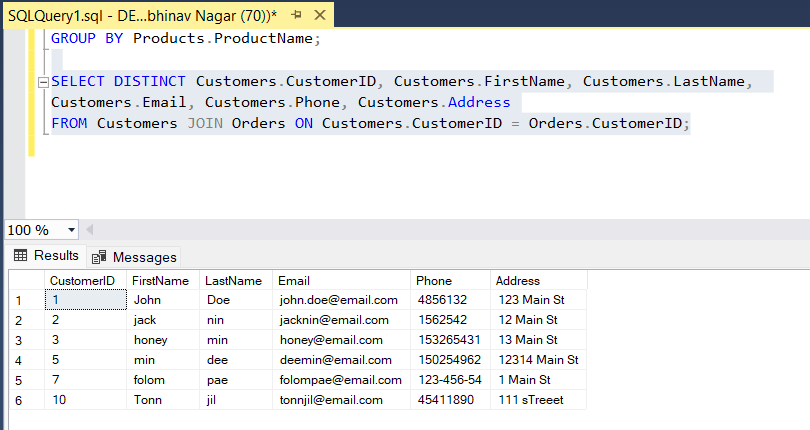 SQLQuery1.sql - DE...bhinav Nagar (70))*
GROUP BY Products.ProductName;
SELECT DISTINCT Customers.CustomerID, Customers.FirstName, Customers.LastName,
Customers.Email, Customers.Phone, Customers.Address
FROM Customers JOIN Orders ON Customers.CustomerID = Orders.CustomerID;
100 %
Results Messages
CustomerID FirstName LastName Email Phone Address
1 1 John Doe john.doe@email.com 4856132 123 Main St
2 2 jack nin jacknin@email.com 1562542 12 Main St
3 3 honey min honey@email.com 153265431 13 Main St
4 5 min dee deemin@email.com 150254962 12314 Main St
5 7 folom pae folompae@email.com 123-456-54 1 Main St
6 10 Tonn jil tonnjil@email.com 45411890 111 sTreeet